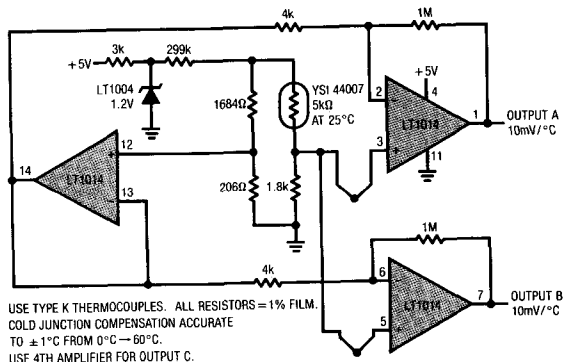 4k
1M
3k
299k
+5V
LT1004
1.2V
1684Ω
YSI 44007
5kΩ
AT 25°C
+5V
2
4
-
LT1014
1
OUTPUT A
10mV/°C
3
+
11
14
LT1014
+
12
-
13
206Ω
1.8k
1M
4k
6
-
LT1014
7
OUTPUT B
10mV/°C
5
+
USE TYPE K THERMOCOUPLES. ALL RESISTORS = 1% FILM.
COLD JUNCTION COMPENSATION ACCURATE
TO ±1°C FROM 0°C → 60°C.
USE 4TH AMPLIFIER FOR OUTPUT C.